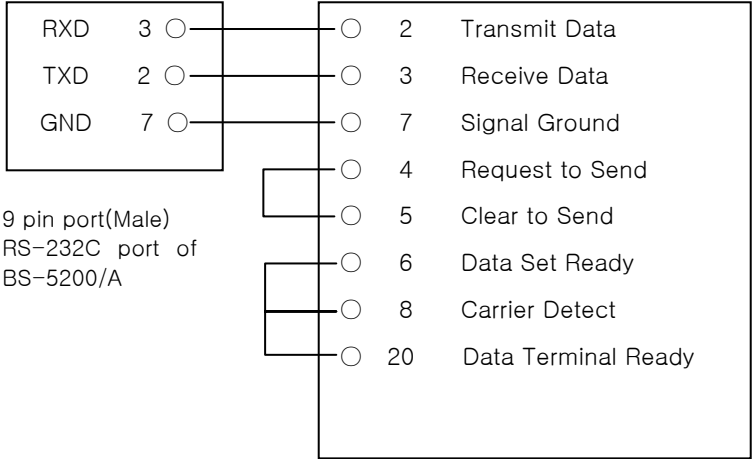 RXD 3 2 Transmit Data
TXD 2 3 Receive Data
GND 7 7 Signal Ground
4 Request to Send
5 Clear to Send
6 Data Set Ready
8 Carrier Detect
20 Data Terminal Ready
9 pin port(Male)
RS-232C port of
BS-5200/A